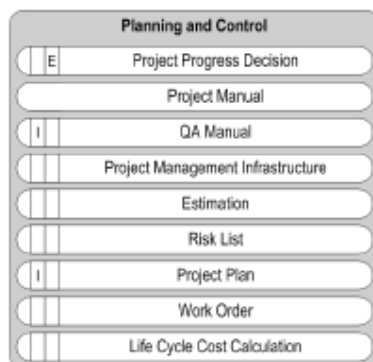 Planning and Control
E Project Progress Decision
Project Manual
I QA Manual
Project Management Infrastructure
Estimation
Risk List
I Project Plan
Work Order
Life Cycle Cost Calculation